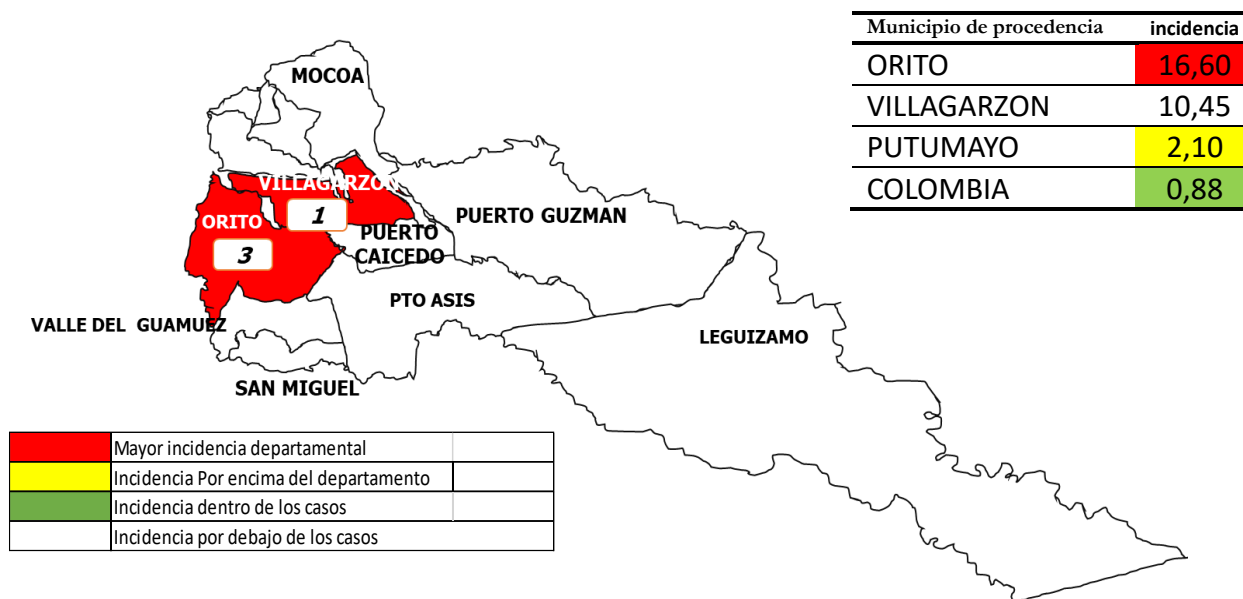 Municipio de procedencia incidencia
ORITO 16,60
VILLAGARZON 10,45
PUTUMAYO 2,10
COLOMBIA 0,88
MOCOA
VILLAGARZON
1
ORITO
3
PUERTO GUZMAN
PUERTO
CAICEDO
PTO ASIS
VALLE DEL GUAMUEZ
LEGUIZAMO
SAN MIGUEL
Mayor incidencia departamental
Incidencia Por encima del departamento
Incidencia dentro de los casos
Incidencia por debajo de los casos